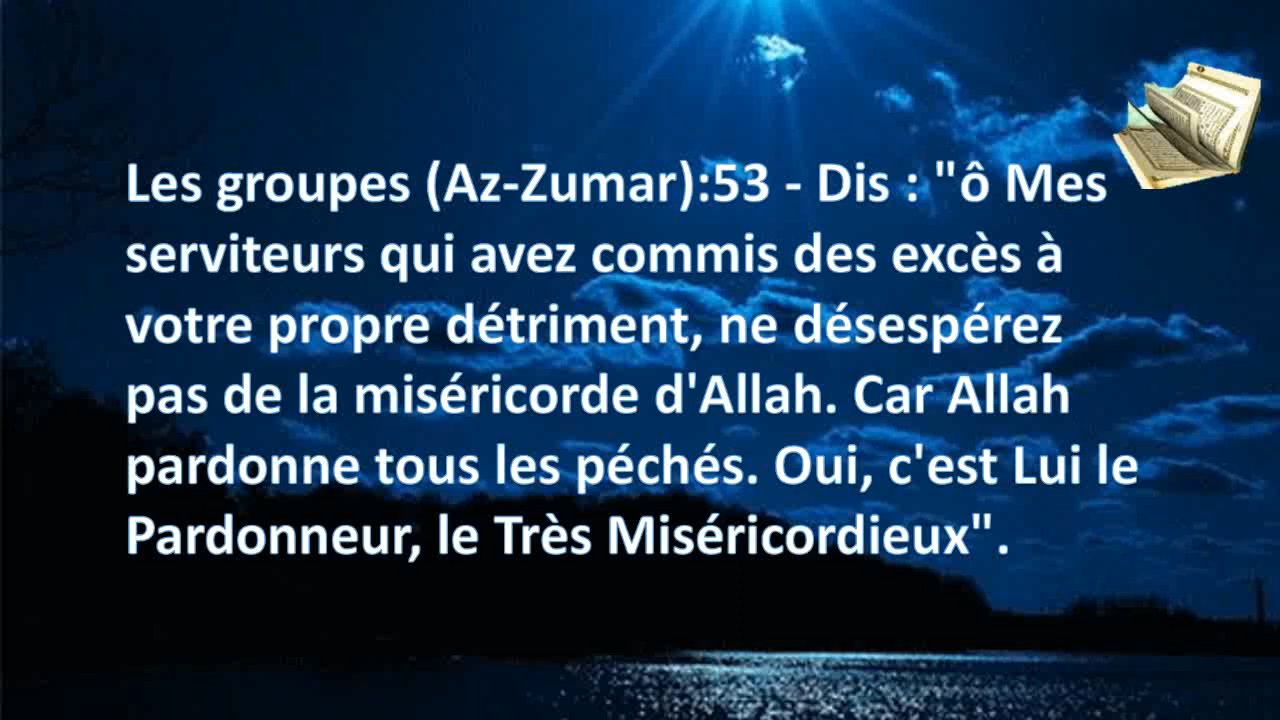 Les groupes (Az-Zumar):53 - Dis : "ô Mes
serviteurs qui avez commis des excès à
votre propre détriment, ne désespérez
pas de la miséricorde d'Allah. Car Allah
pardonne tous les péchés. Oui, c'est Lui le
Pardonneur, le Très Miséricordieux".